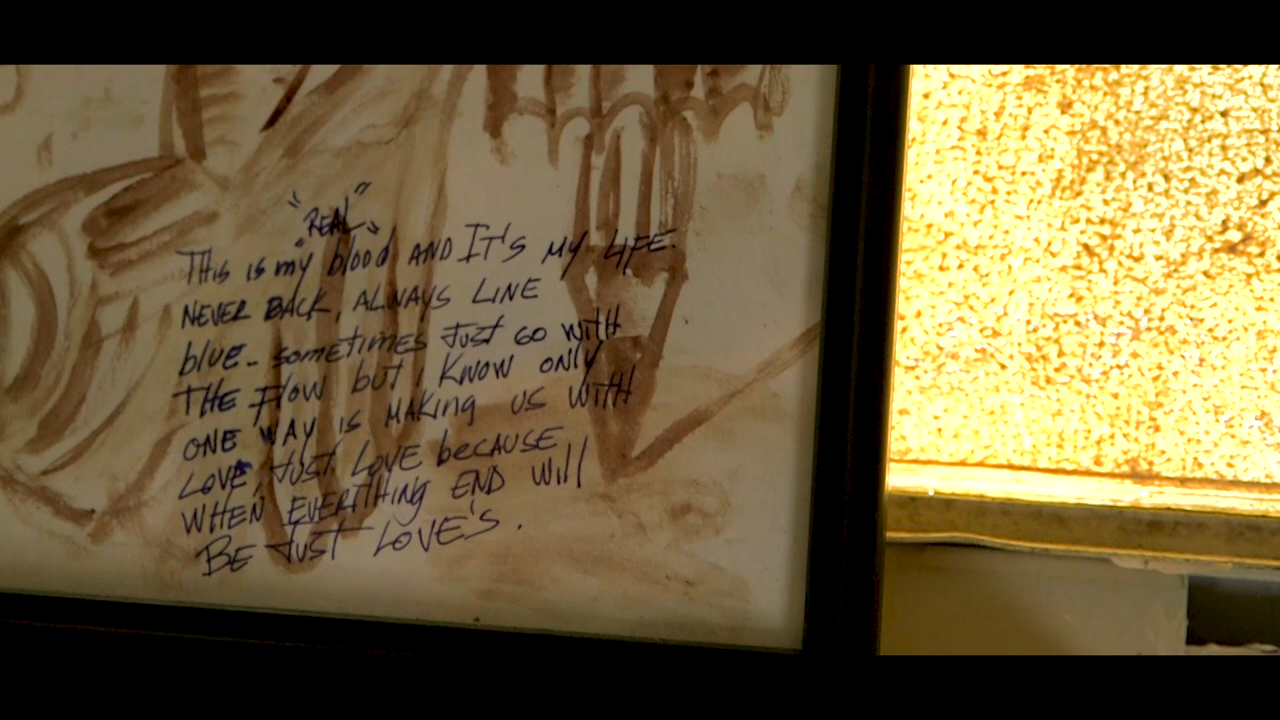 "REAL"
THis is my blood AND IT'S MY LIFE.
NEVER BACK, ALWAYS LINE
blUE.. sometimes Just GO with
THE Flow but I KNOW ONLY
ONE WAY iS MAKing US WITH
LOVE, JUST LOVE becAUSE
WHEN EVERITHING END Will
BE JUST LOVE'S.